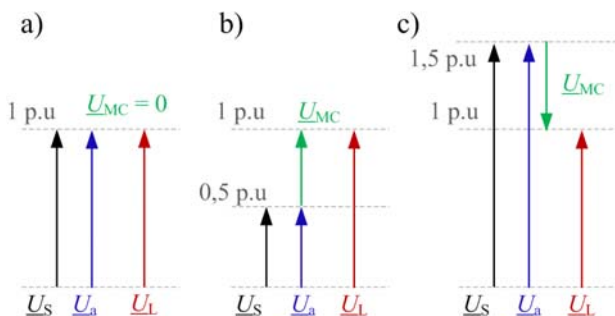 a)
1 p.u
U_MC = 0
U_S U_a U_L
b)
1 p.u
U_MC
0,5 p.u
U_S U_a U_L
c)
1,5 p.u
U_MC
1 p.u
U_S U_a U_L